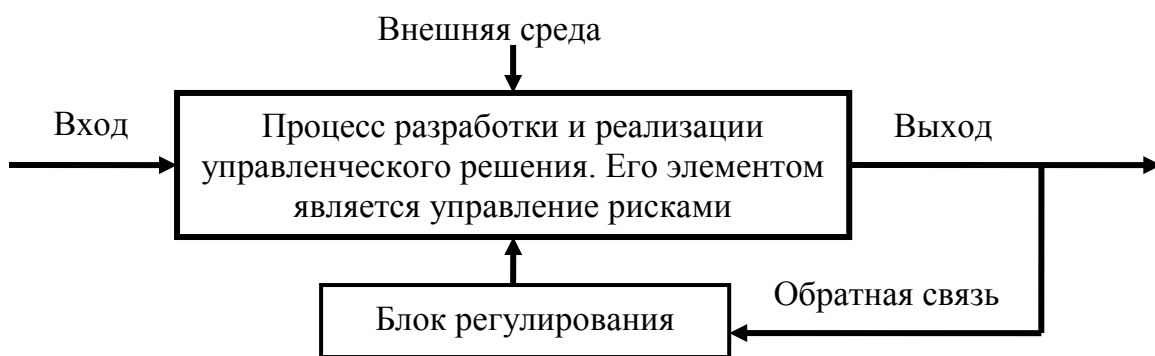 Внешняя среда
Вход
Процесс разработки и реализации
управленческого решения. Его элементом
является управление рисками
Выход
Обратная связь
Блок регулирования